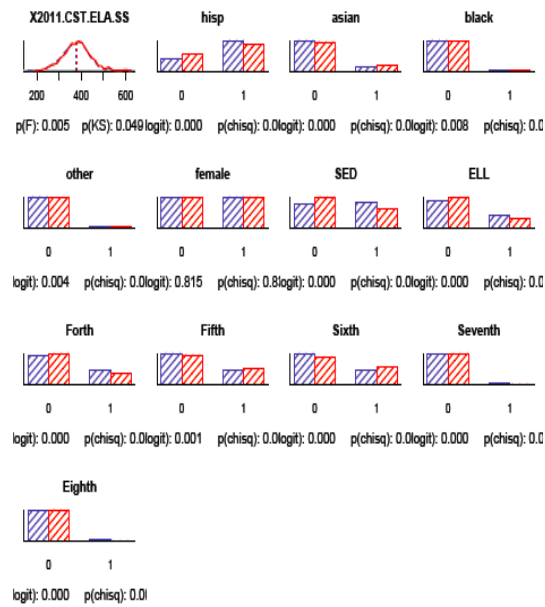 X2011.CST.ELA.SS hisp asian black
200 400 600 0 1 0 1 0 1
p(F): 0.005 p(KS): 0.049 logit): 0.000 p(chisq): 0.0 logit): 0.000 p(chisq): 0.0 logit): 0.008 p(chisq): 0.0
other female SED ELL
0 1 0 1 0 1 0 1
logit): 0.004 p(chisq): 0.0 logit): 0.815 p(chisq): 0.8 logit): 0.000 p(chisq): 0.0 logit): 0.000 p(chisq): 0.0
Forth Fifth Sixth Seventh
0 1 0 1 0 1 0 1
logit): 0.000 p(chisq): 0.0 logit): 0.001 p(chisq): 0.0 logit): 0.000 p(chisq): 0.0 logit): 0.000 p(chisq): 0.0
Eighth
0 1
ogit): 0.000 p(chisq): 0.0